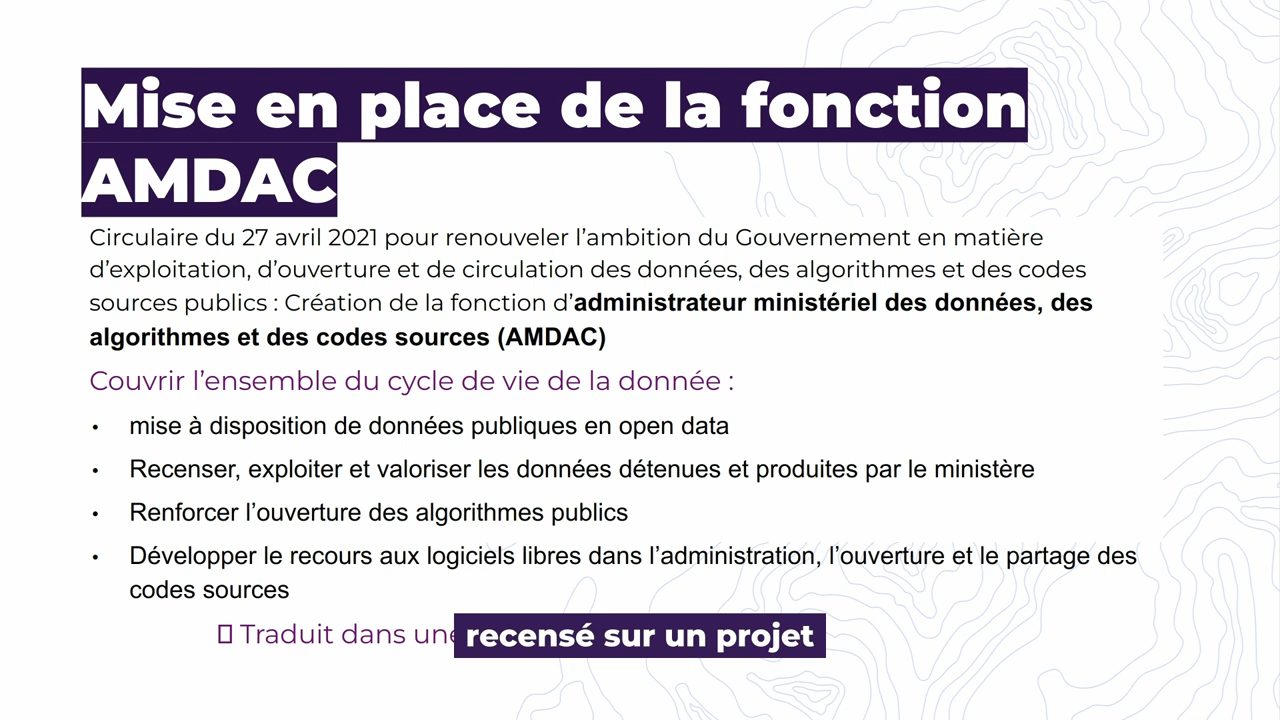 Mise en place de la fonction
AMDAC
Circulaire du 27 avril 2021 pour renouveler l’ambition du Gouvernement en matière
d’exploitation, d’ouverture et de circulation des données, des algorithmes et des codes
sources publics : Création de la fonction d’administrateur ministériel des données, des
algorithmes et des codes sources (AMDAC)
Couvrir l’ensemble du cycle de vie de la donnée :
• mise à disposition de données publiques en open data
• Recenser, exploiter et valoriser les données détenues et produites par le ministère
• Renforcer l’ouverture des algorithmes publics
• Développer le recours aux logiciels libres dans l’administration, l’ouverture et le partage des
codes sources
Traduit dans une
recensé sur un projet